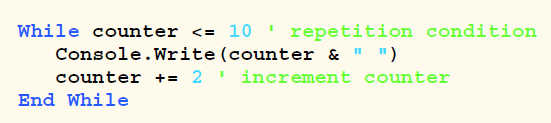 While counter <= 10 ' repetition condition
Console.Write(counter & " ")
counter += 2 ' increment counter
End While